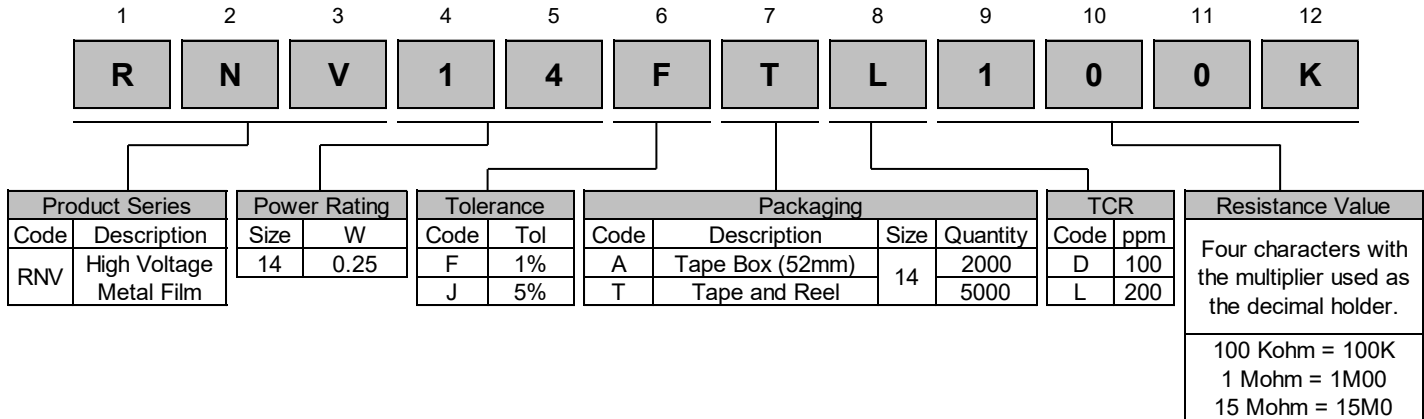 1 2 3 4 5 6 7 8 9 10 11 12
R N V 1 4 F T L 1 0 0 K
Product Series
Code Description
RNV High Voltage Metal Film
Power Rating
Size W
14 0.25
Tolerance
Code Tol
F 1%
J 5%
Packaging
Code Description Size Quantity
A Tape Box (52mm) 14 2000
T Tape and Reel 5000
TCR
Code ppm
D 100
L 200
Resistance Value
Four characters with
the multiplier used as
the decimal holder.
100 Kohm = 100K
1 Mohm = 1M00
15 Mohm = 15M0